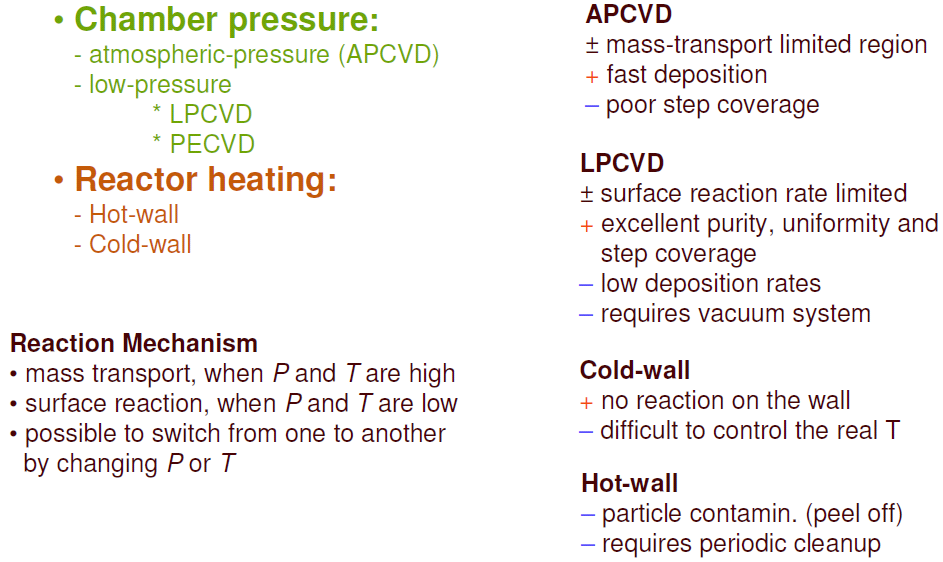 • Chamber pressure:
- atmospheric-pressure (APCVD)
- low-pressure
* LPCVD
* PECVD
• Reactor heating:
- Hot-wall
- Cold-wall
Reaction Mechanism
• mass transport, when P and T are high
• surface reaction, when P and T are low
• possible to switch from one to another
by changing P or T
APCVD
± mass-transport limited region
+ fast deposition
– poor step coverage
LPCVD
± surface reaction rate limited
+ excellent purity, uniformity and
step coverage
– low deposition rates
– requires vacuum system
Cold-wall
+ no reaction on the wall
– difficult to control the real T
Hot-wall
– particle contamin. (peel off)
– requires periodic cleanup